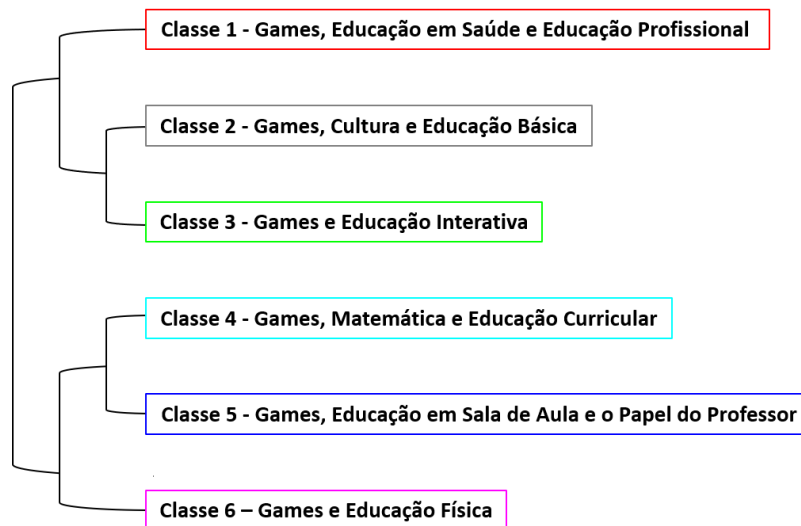 Classe 1 - Games, Educação em Saúde e Educação Profissional
Classe 2 - Games, Cultura e Educação Básica
Classe 3 - Games e Educação Interativa
Classe 4 - Games, Matemática e Educação Curricular
Classe 5 - Games, Educação em Sala de Aula e o Papel do Professor
Classe 6 – Games e Educação Física